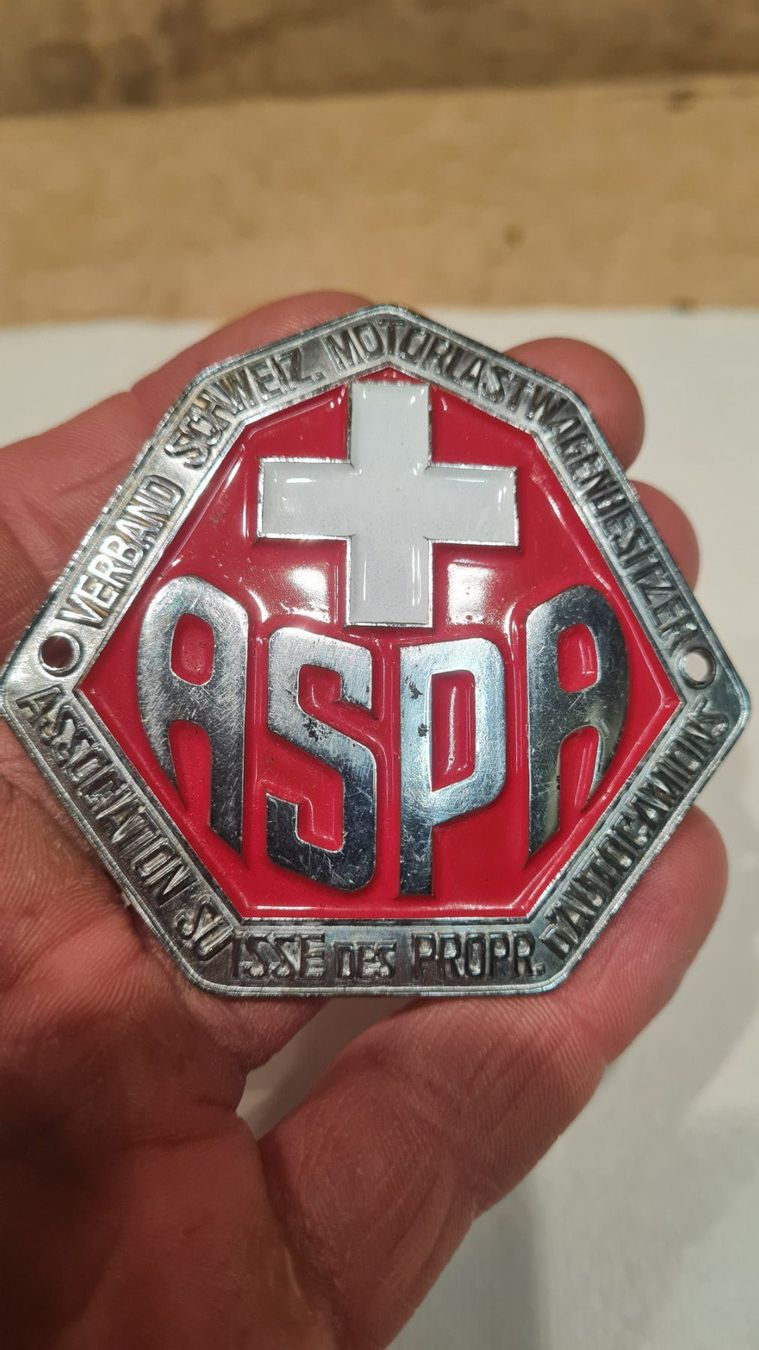 VERBAND SCHWEIZ. MOTORLASTWAGENBESITZER
ASPA
ASSOCIATION SUISSE DES PROPR. D'AUTOCAMIONS